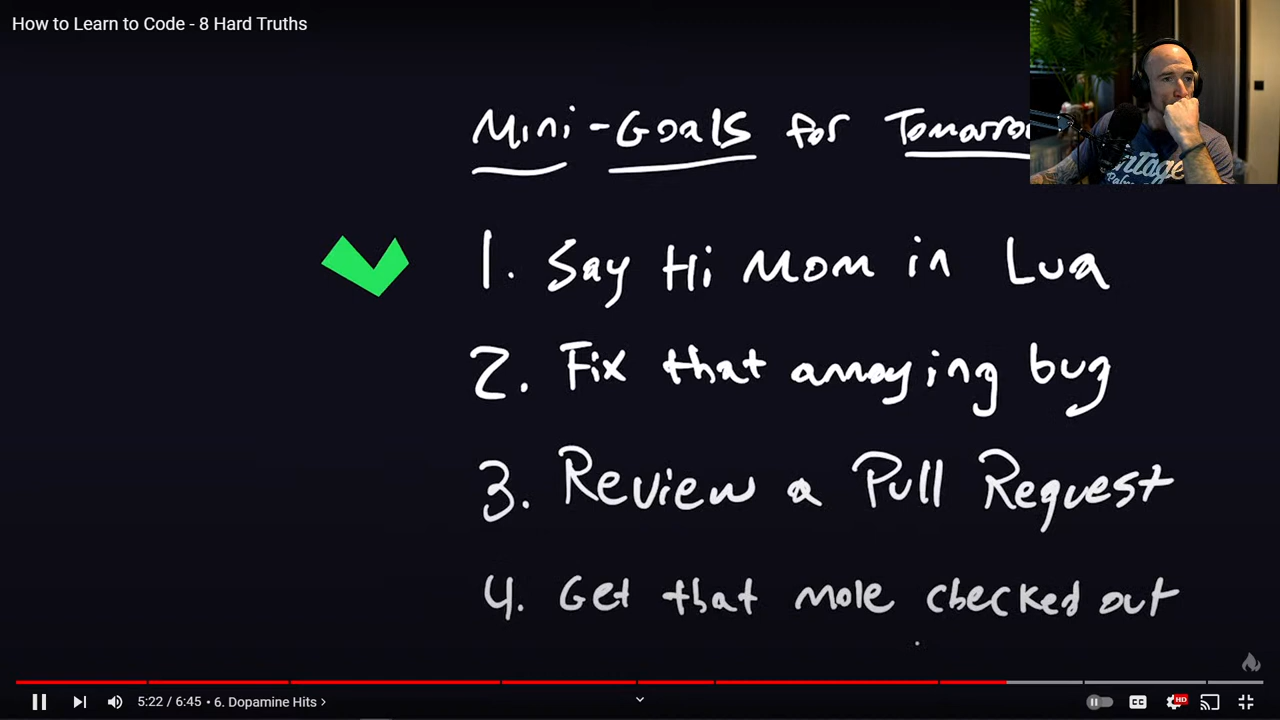 How to Learn to Code - 8 Hard Truths
Mini-Goals for Tomorro
1. Say Hi Mom in Lua
2. Fix that annoying bug
3. Review a Pull Request
4. Get that mole checked out
5:22 / 6:45 • 6. Dopamine Hits >
CC
HD